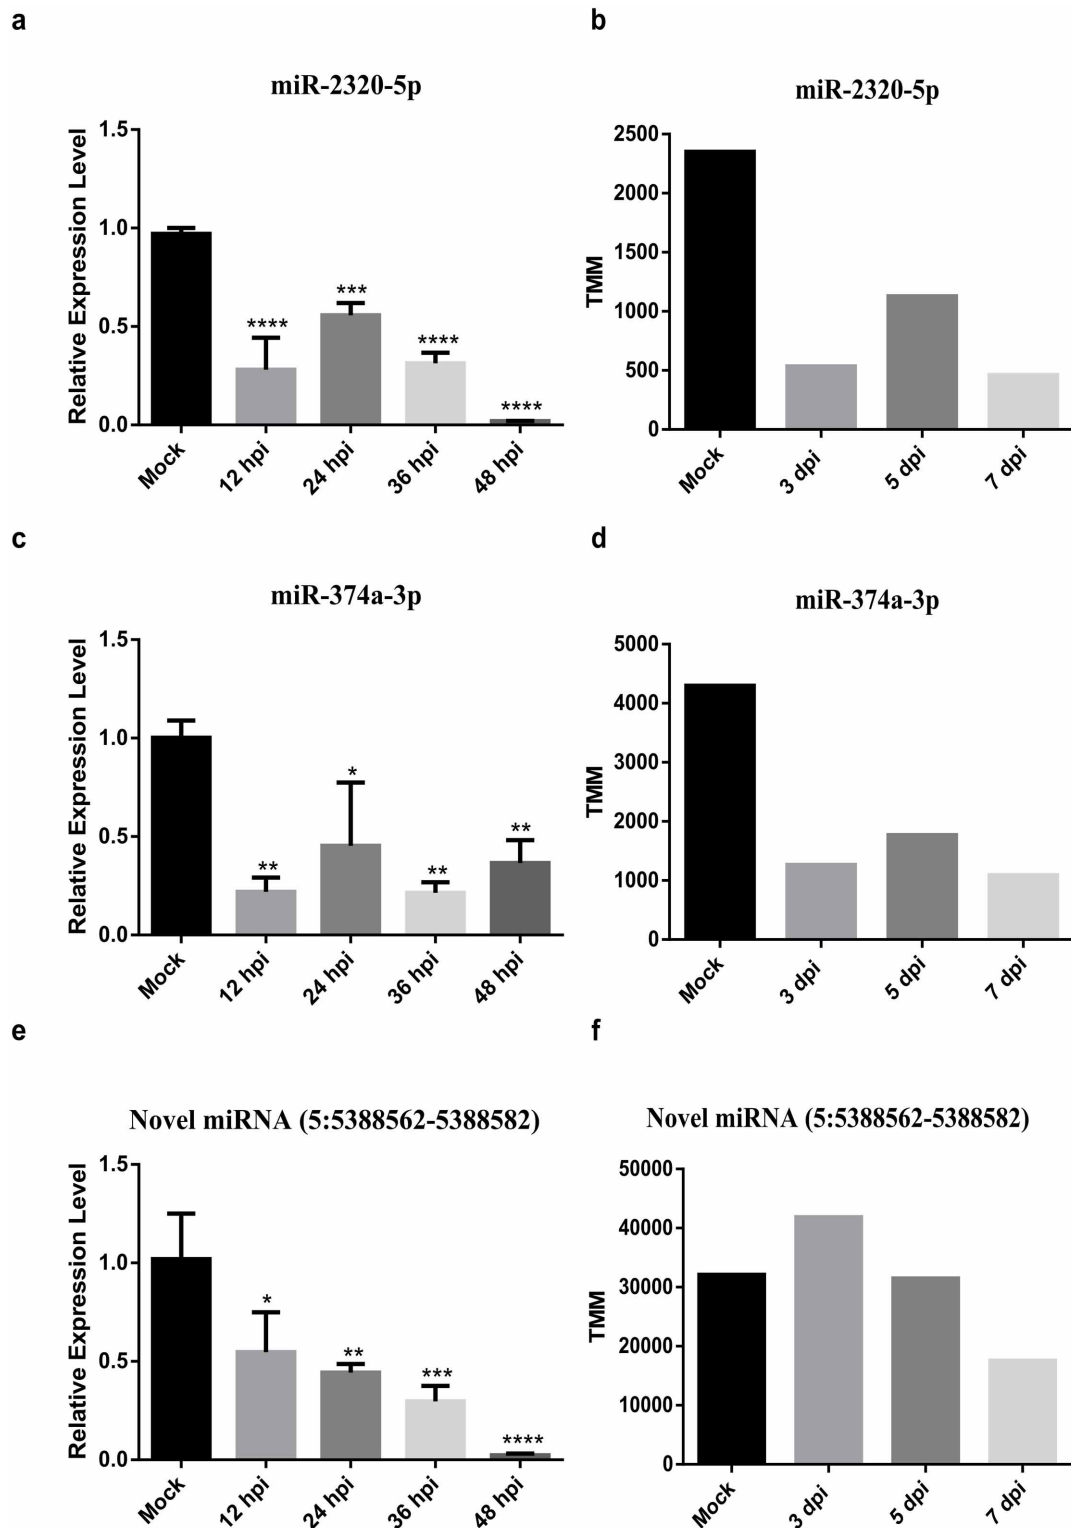 a
miR-2320-5p
Relative Expression Level
1.5
1.0
0.5
0.0
****
***
****
****
Mock
12 hpi
24 hpi
36 hpi
48 hpi
b
miR-2320-5p
TMM
2500
2000
1500
1000
500
0
Mock
3 dpi
5 dpi
7 dpi
c
miR-374a-3p
Relative Expression Level
1.5
1.0
0.5
0.0
**
*
**
**
Mock
12 hpi
24 hpi
36 hpi
48 hpi
d
miR-374a-3p
TMM
5000
4000
3000
2000
1000
0
Mock
3 dpi
5 dpi
7 dpi
e
Novel miRNA (5:5388562-5388582)
Relative Expression Level
1.5
1.0
0.5
0.0
*
**
***
****
Mock
12 hpi
24 hpi
36 hpi
48 hpi
f
Novel miRNA (5:5388562-5388582)
TMM
50000
40000
30000
20000
10000
0
Mock
3 dpi
5 dpi
7 dpi